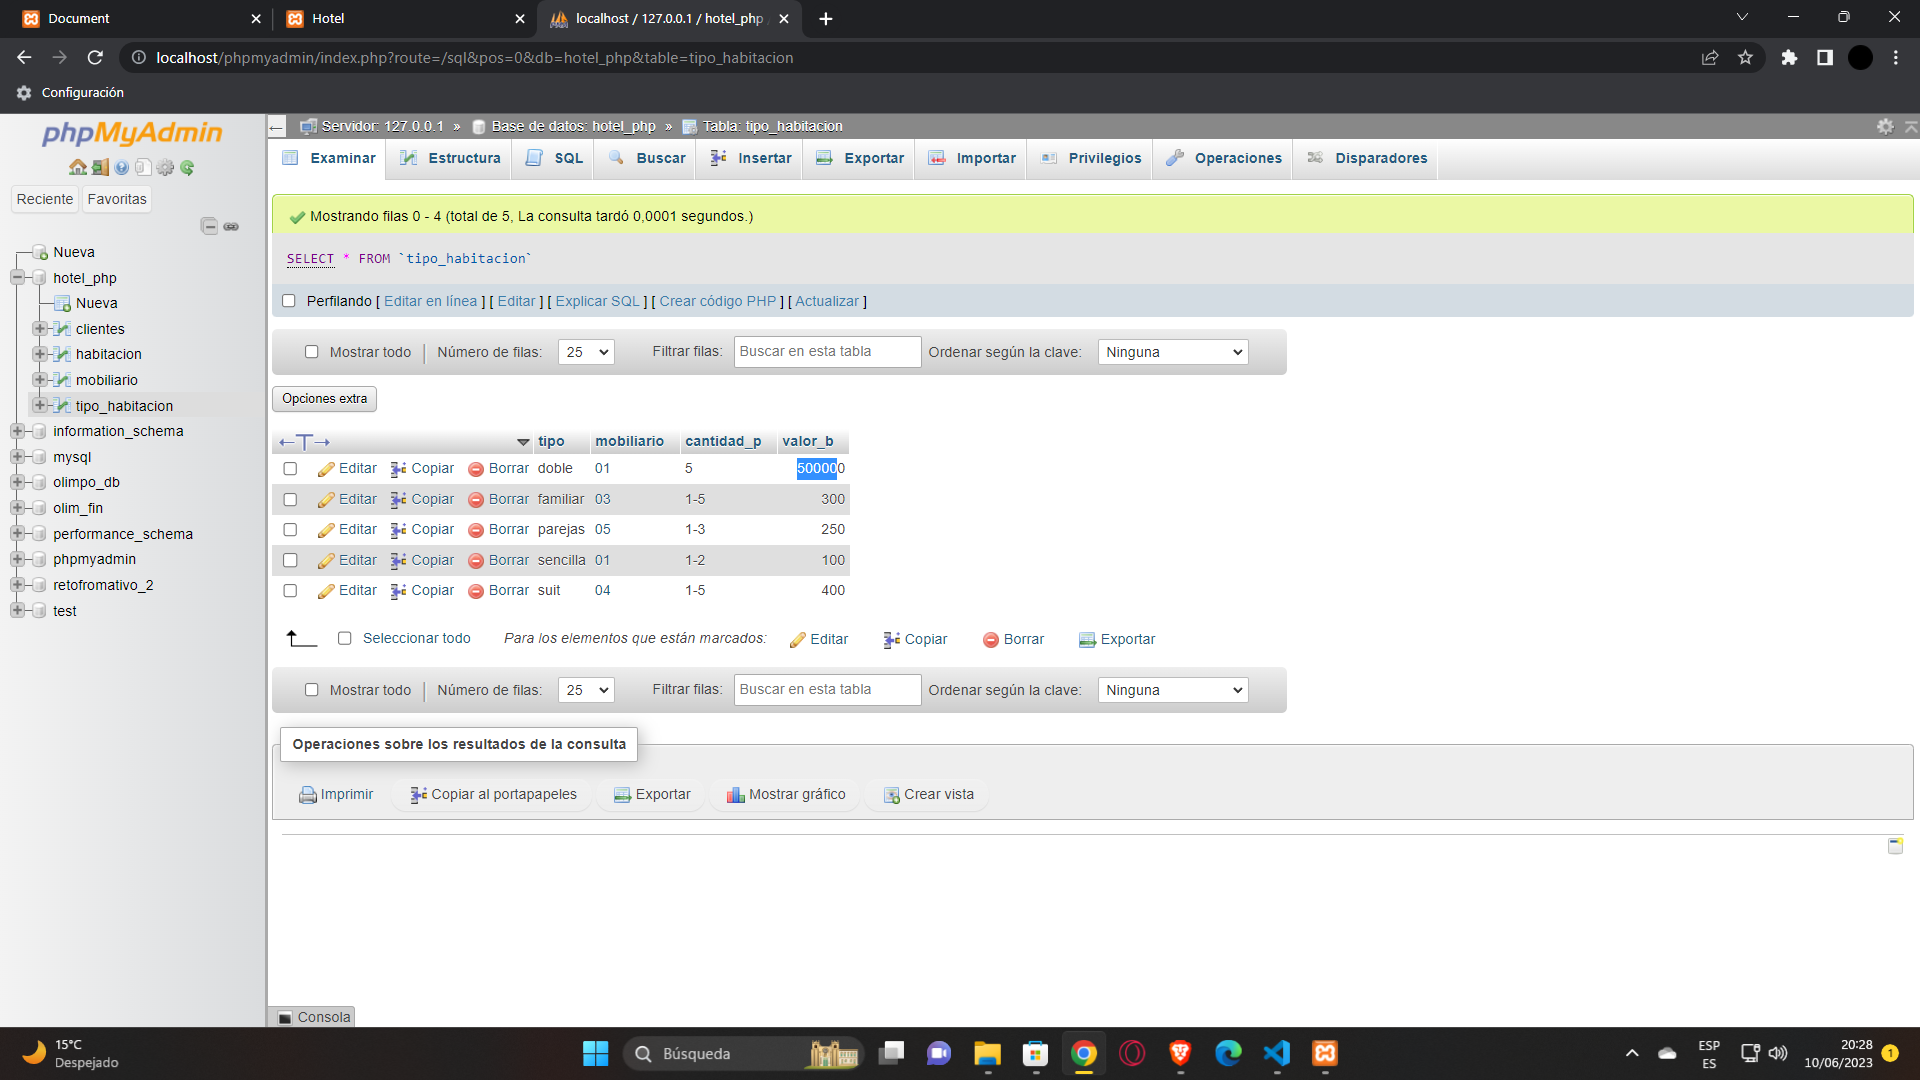 Document
Hotel
localhost / 127.0.0.1 / hotel_php
localhost/phpmyadmin/index.php?route=/sql&pos=0&db=hotel_php&table=tipo_habitacion
Configuración
phpMyAdmin
Reciente Favoritas
Nueva
hotel_php
Nueva
clientes
habitacion
mobiliario
tipo_habitacion
information_schema
mysql
olimpo_db
olim_fin
performance_schema
phpmyadmin
retofromativo_2
test
Servidor: 127.0.0.1 » Base de datos: hotel_php » Tabla: tipo_habitacion
Examinar Estructura SQL Buscar Insertar Exportar Importar Privilegios Operaciones Disparadores
Mostrando filas 0 - 4 (total de 5, La consulta tardó 0,0001 segundos.)
SELECT * FROM `tipo_habitacion`
Perfilando [ Editar en línea ] [ Editar ] [ Explicar SQL ] [ Crear código PHP ] [ Actualizar ]
Mostrar todo | Número de filas: 25 Filtrar filas: Buscar en esta tabla Ordenar según la clave: Ninguna
Opciones extra
←T→ tipo mobiliario cantidad_p valor_b
Editar Copiar Borrar doble 01 5 500000
Editar Copiar Borrar familiar 03 1-5 300
Editar Copiar Borrar parejas 05 1-3 250
Editar Copiar Borrar sencilla 01 1-2 100
Editar Copiar Borrar suit 04 1-5 400
Seleccionar todo Para los elementos que están marcados: Editar Copiar Borrar Exportar
Mostrar todo | Número de filas: 25 Filtrar filas: Buscar en esta tabla Ordenar según la clave: Ninguna
Operaciones sobre los resultados de la consulta
Imprimir Copiar al portapapeles Exportar Mostrar gráfico Crear vista
Consola
15°C
Despejado
Búsqueda
ESP
ES
20:28
10/06/2023
1